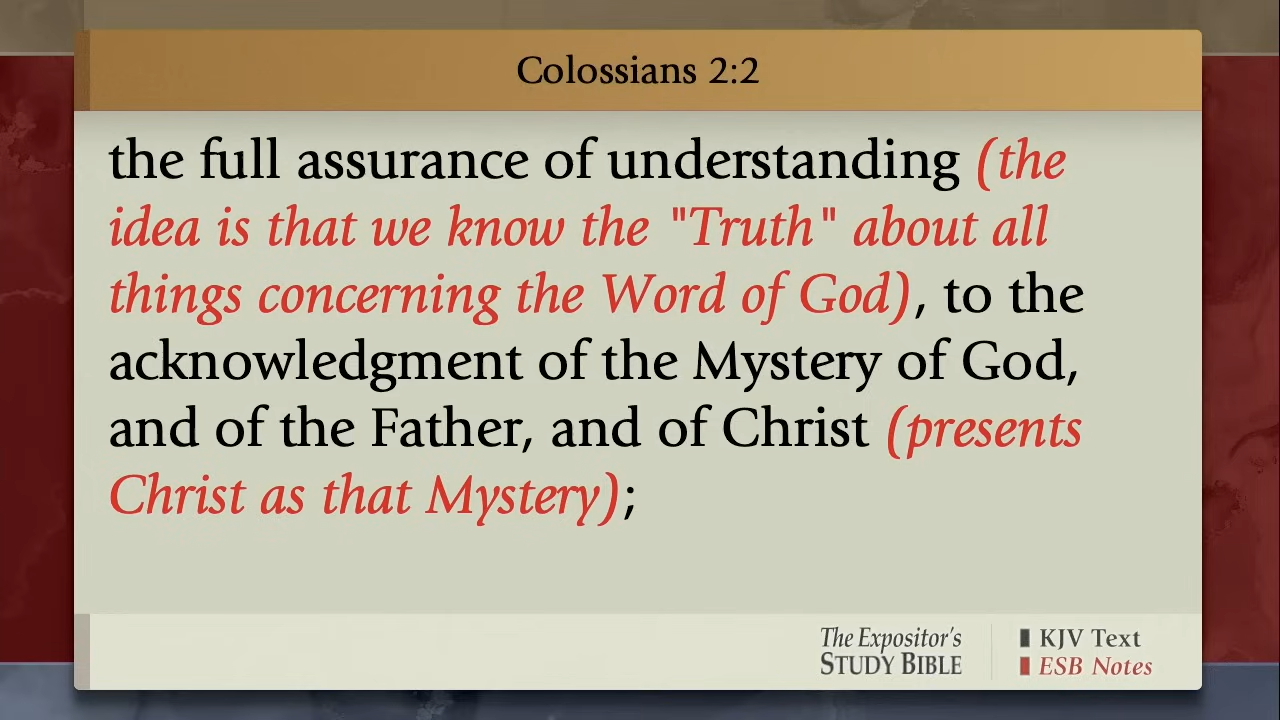 Colossians 2:2
the full assurance of understanding (the
idea is that we know the "Truth" about all
things concerning the Word of God), to the
acknowledgment of the Mystery of God,
and of the Father, and of Christ (presents
Christ as that Mystery);
The Expositor's
STUDY BIBLE
KJV Text
ESB Notes